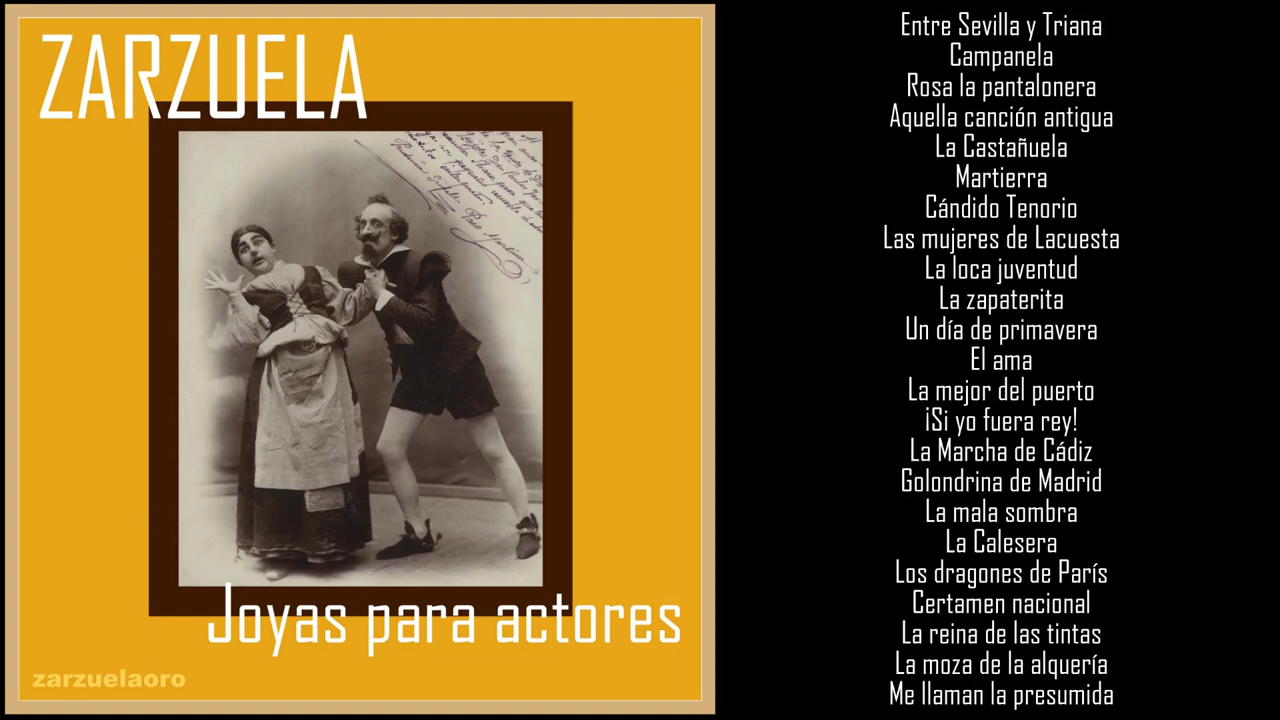 ZARZUELA
Joyas para actores
zarzuelaoro
Entre Sevilla y Triana
Campanela
Rosa la pantalonera
Aquella canción antigua
La Castañuela
Martierra
Cándido Tenorio
Las mujeres de Lacuesta
La loca juventud
La zapaterita
Un día de primavera
El ama
La mejor del puerto
¡Si yo fuera rey!
La Marcha de Cádiz
Golondrina de Madrid
La mala sombra
La Calesera
Los dragones de París
Certamen nacional
La reina de las tintas
La moza de la alquería
Me llaman la presumida